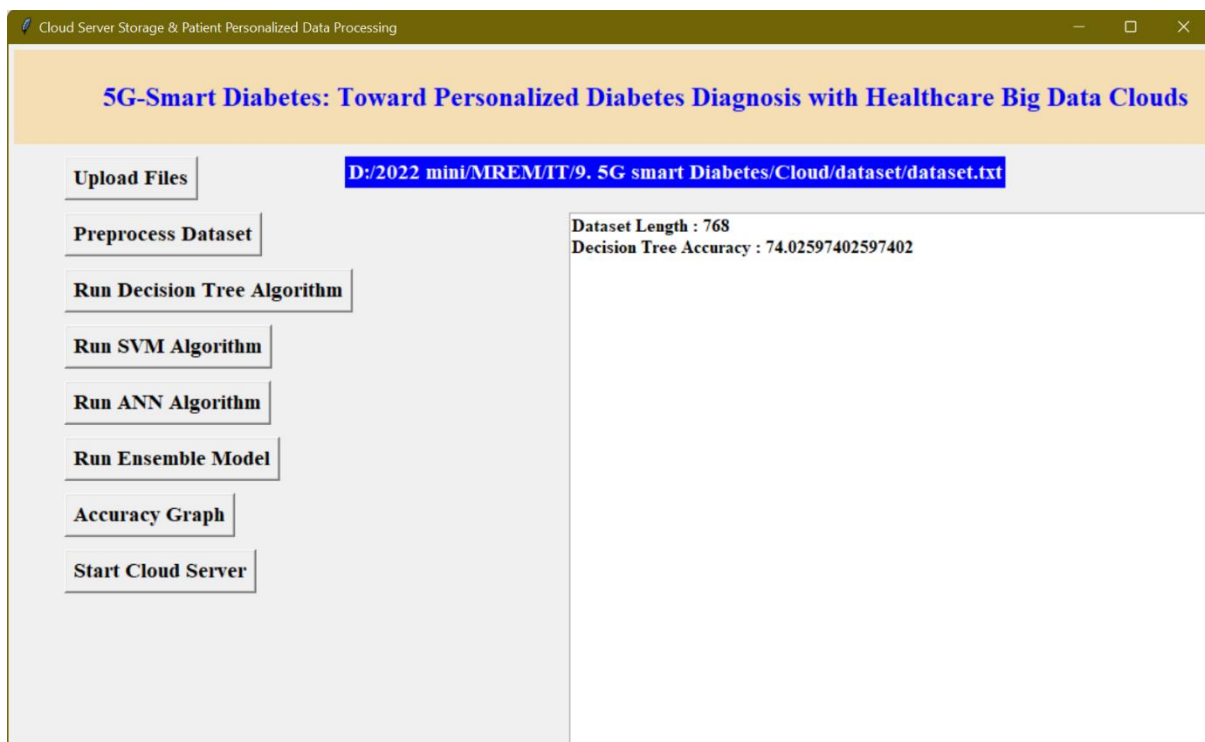 Cloud Server Storage & Patient Personalized Data Processing
5G-Smart Diabetes: Toward Personalized Diabetes Diagnosis with Healthcare Big Data Clouds
Upload Files
D:/2022 mini/MREM/IT/9. 5G smart Diabetes/Cloud/dataset/dataset.txt
Preprocess Dataset
Dataset Length : 768
Decision Tree Accuracy : 74.02597402597402
Run Decision Tree Algorithm
Run SVM Algorithm
Run ANN Algorithm
Run Ensemble Model
Accuracy Graph
Start Cloud Server